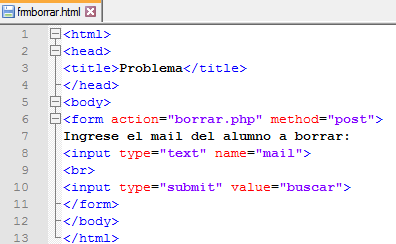 frmborrar.html
1 <html>
2 <head>
3 <title>Problema</title>
4 </head>
5 <body>
6 <form action="borrar.php" method="post">
7 Ingrese el mail del alumno a borrar:
8 <input type="text" name="mail">
9 <br>
10 <input type="submit" value="buscar">
11 </form>
12 </body>
13 </html>